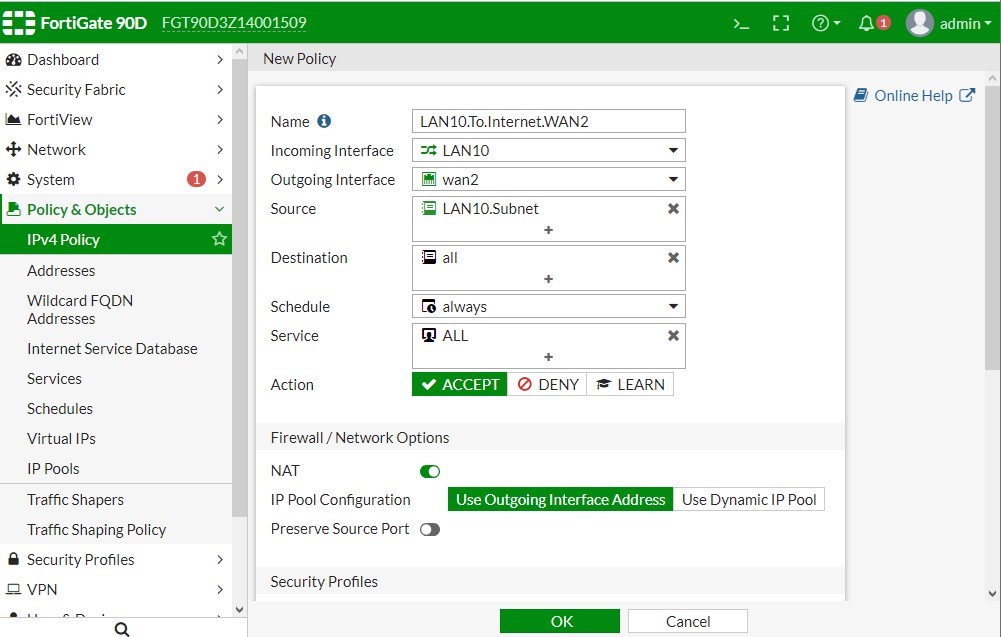 FortiGate 90D FGT90D3Z14001509
>_ 1 admin
Dashboard
Security Fabric
FortiView
Network
System 1
Policy & Objects
IPv4 Policy
Addresses
Wildcard FQDN
Addresses
Internet Service Database
Services
Schedules
Virtual IPs
IP Pools
Traffic Shapers
Traffic Shaping Policy
Security Profiles
VPN
New Policy
Online Help
Name LAN10.To.Internet.WAN2
Incoming Interface LAN10
Outgoing Interface wan2
Source LAN10.Subnet
+
Destination all
+
Schedule always
Service ALL
+
Action ACCEPT DENY LEARN
Firewall / Network Options
NAT
IP Pool Configuration Use Outgoing Interface Address Use Dynamic IP Pool
Preserve Source Port
Security Profiles
OK Cancel